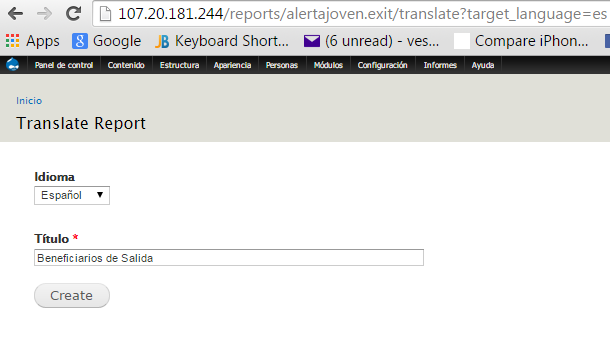 107.20.181.244/reports/alertajoven.exit/translate?target_language=es
Apps Google Keyboard Short... (6 unread) - ves... Compare iPhon...
Panel de control Contenido Estructura Apariencia Personas Módulos Configuración Informes Ayuda
Inicio
Translate Report
Idioma
Español
Título *
Beneficiarios de Salida
Create